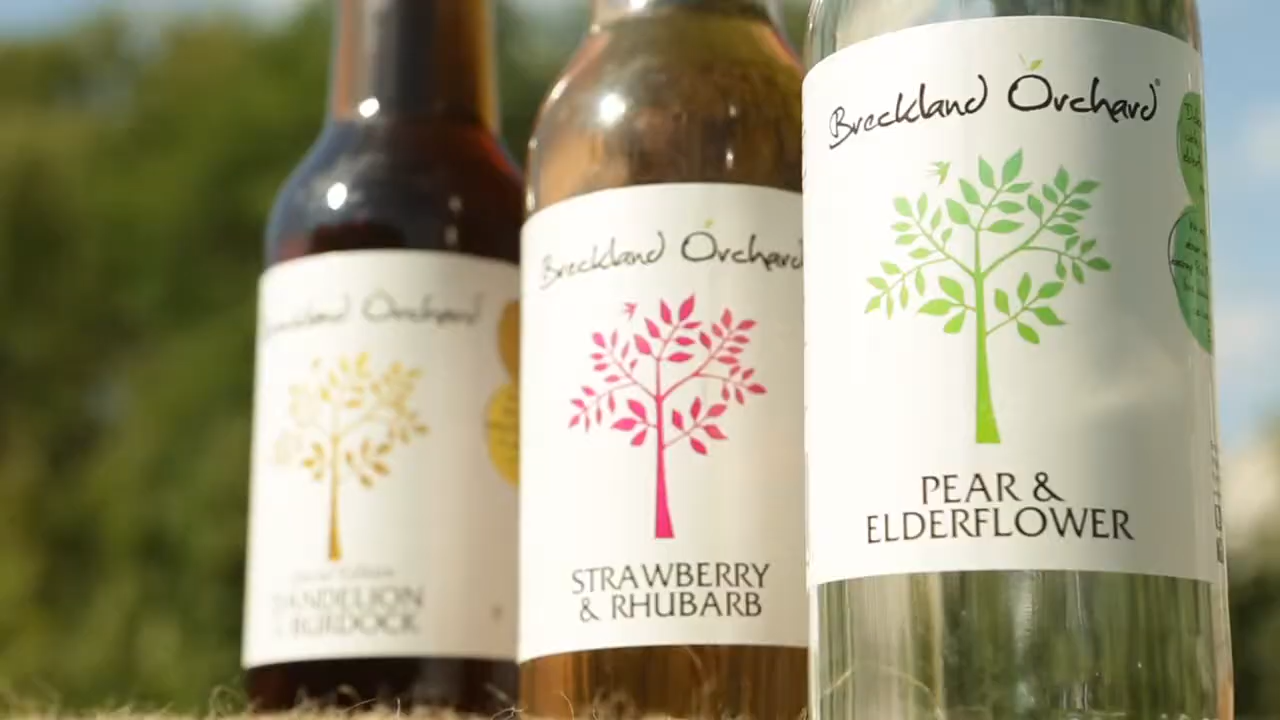 Breckland Orchard
DANDELION
& BURDOCK
Breckland Orchard
STRAWBERRY
& RHUBARB
Breckland Orchard®
PEAR &
ELDERFLOWER